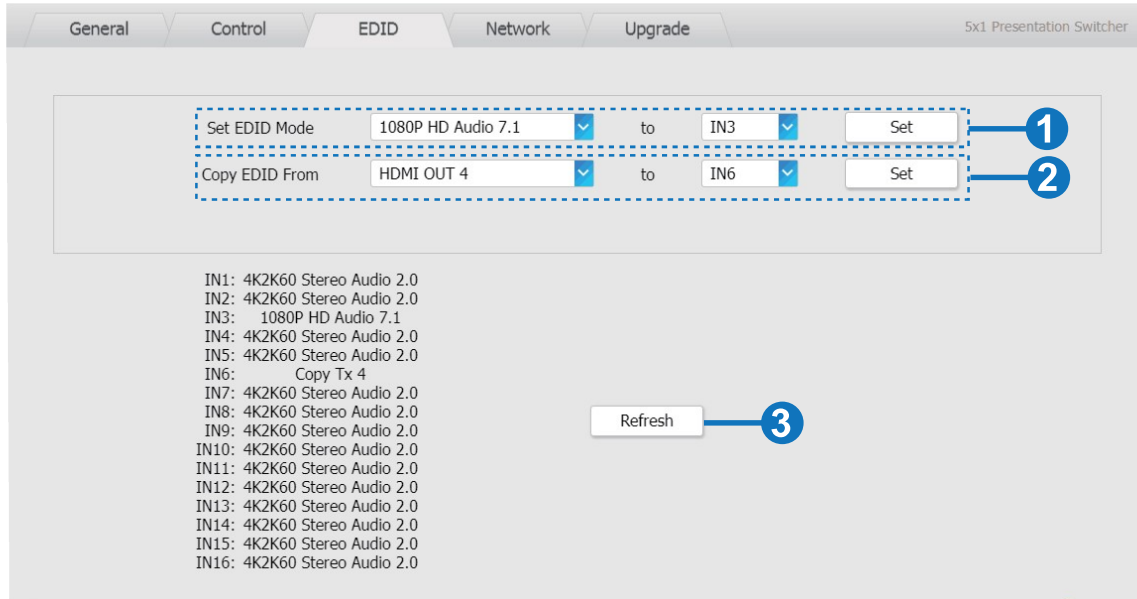 General Control EDID Network Upgrade 5x1 Presentation Switcher
Set EDID Mode 1080P HD Audio 7.1 to IN3 Set 1
Copy EDID From HDMI OUT 4 to IN6 Set 2
IN1: 4K2K60 Stereo Audio 2.0
IN2: 4K2K60 Stereo Audio 2.0
IN3: 1080P HD Audio 7.1
IN4: 4K2K60 Stereo Audio 2.0
IN5: 4K2K60 Stereo Audio 2.0
IN6: Copy Tx 4
IN7: 4K2K60 Stereo Audio 2.0
IN8: 4K2K60 Stereo Audio 2.0
IN9: 4K2K60 Stereo Audio 2.0
IN10: 4K2K60 Stereo Audio 2.0
IN11: 4K2K60 Stereo Audio 2.0
IN12: 4K2K60 Stereo Audio 2.0
IN13: 4K2K60 Stereo Audio 2.0
IN14: 4K2K60 Stereo Audio 2.0
IN15: 4K2K60 Stereo Audio 2.0
IN16: 4K2K60 Stereo Audio 2.0
Refresh 3